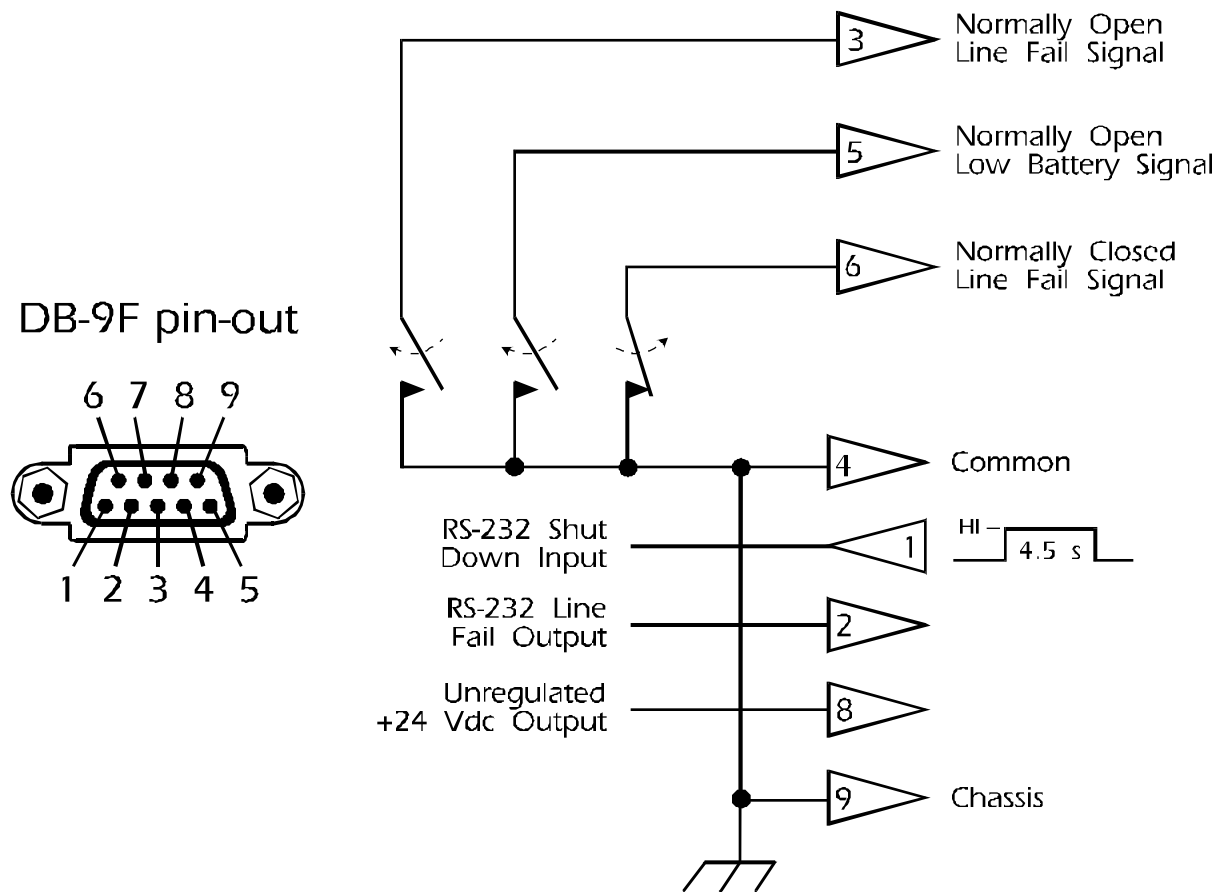 3
Normally Open
Line Fail Signal
5
Normally Open
Low Battery Signal
6
Normally Closed
Line Fail Signal
DB-9F pin-out
6 7 8 9
1 2 3 4 5
4
Common
RS-232 Shut
Down Input
1
HI
4.5 s
RS-232 Line
Fail Output
2
Unregulated
+24 Vdc Output
8
9
Chassis